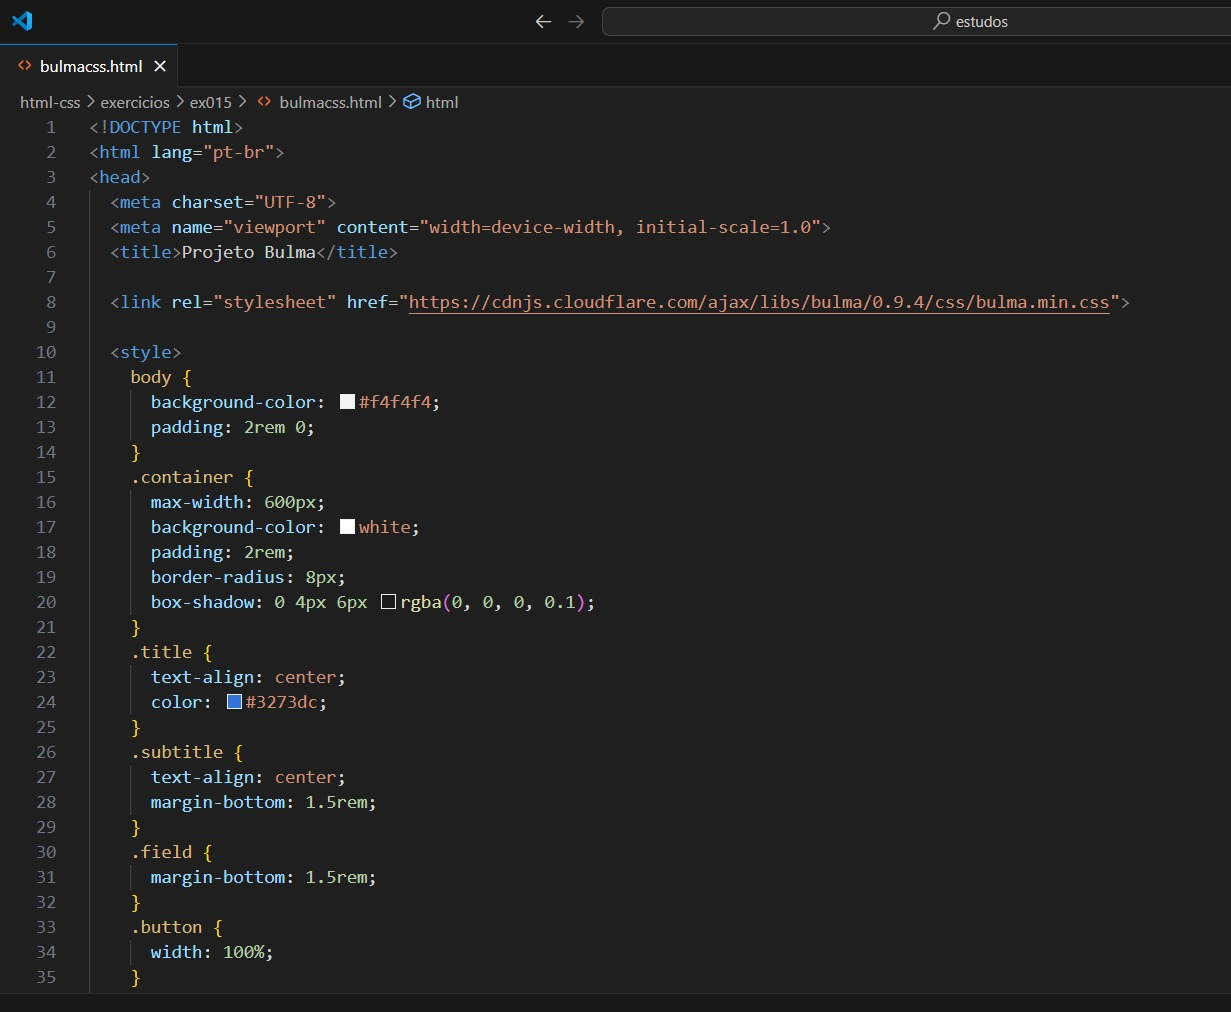 estudos
bulmacss.html
html-css > exercicios > ex015 > bulmacss.html > html
1 <!DOCTYPE html>
2 <html lang="pt-br">
3 <head>
4 <meta charset="UTF-8">
5 <meta name="viewport" content="width=device-width, initial-scale=1.0">
6 <title>Projeto Bulma</title>
7
8 <link rel="stylesheet" href="https://cdnjs.cloudflare.com/ajax/libs/bulma/0.9.4/css/bulma.min.css">
9
10 <style>
11 body {
12 background-color: #f4f4f4;
13 padding: 2rem 0;
14 }
15 .container {
16 max-width: 600px;
17 background-color: white;
18 padding: 2rem;
19 border-radius: 8px;
20 box-shadow: 0 4px 6px rgba(0, 0, 0, 0.1);
21 }
22 .title {
23 text-align: center;
24 color: #3273dc;
25 }
26 .subtitle {
27 text-align: center;
28 margin-bottom: 1.5rem;
29 }
30 .field {
31 margin-bottom: 1.5rem;
32 }
33 .button {
34 width: 100%;
35 }